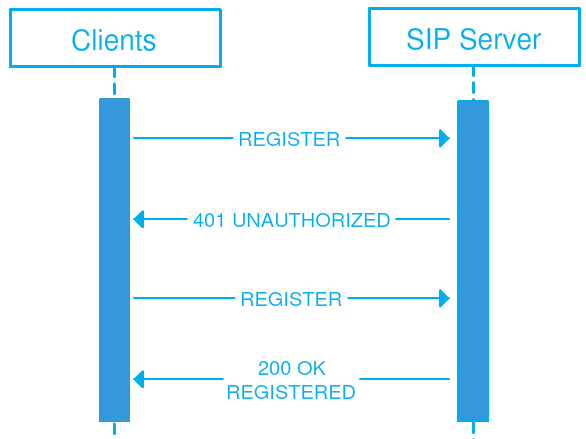 Clients
SIP Server
REGISTER
401 UNAUTHORIZED
REGISTER
200 OK
REGISTERED